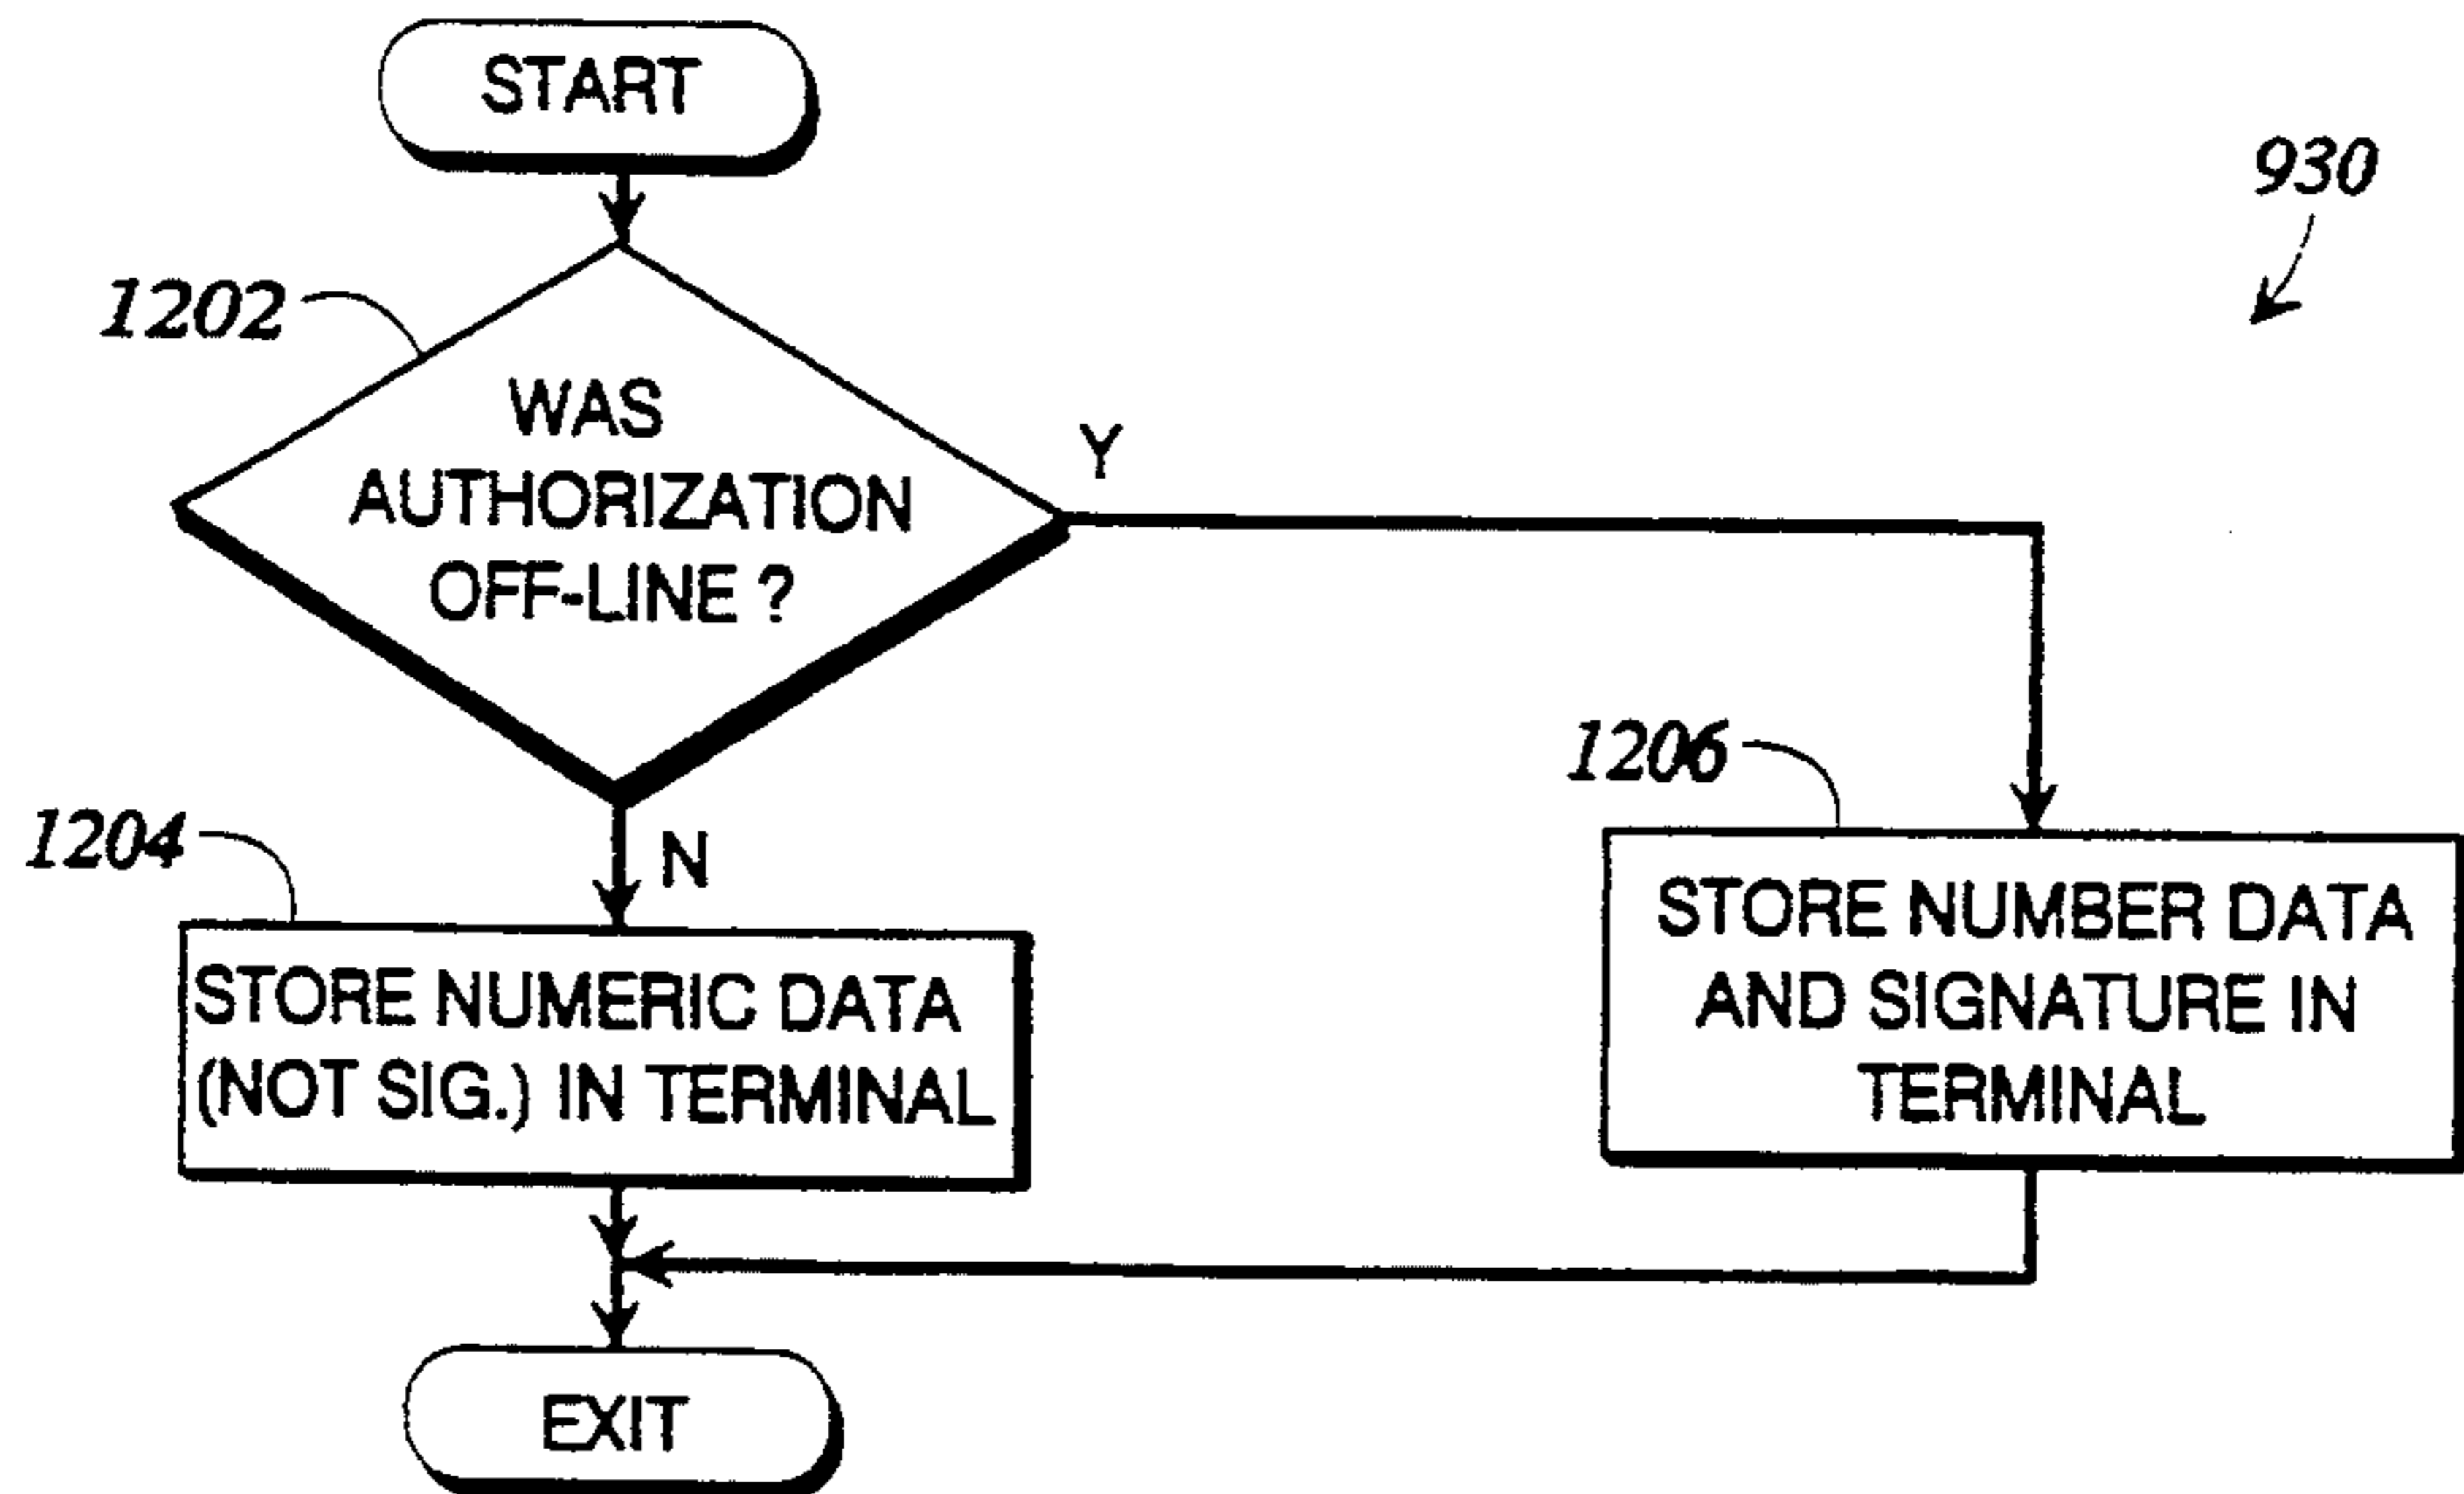 START
930
1202
WAS
AUTHORIZATION
OFF-LINE ?
Y
1206
1204
N
STORE NUMBER DATA
AND SIGNATURE IN
TERMINAL
STORE NUMERIC DATA
(NOT SIG.) IN TERMINAL
EXIT